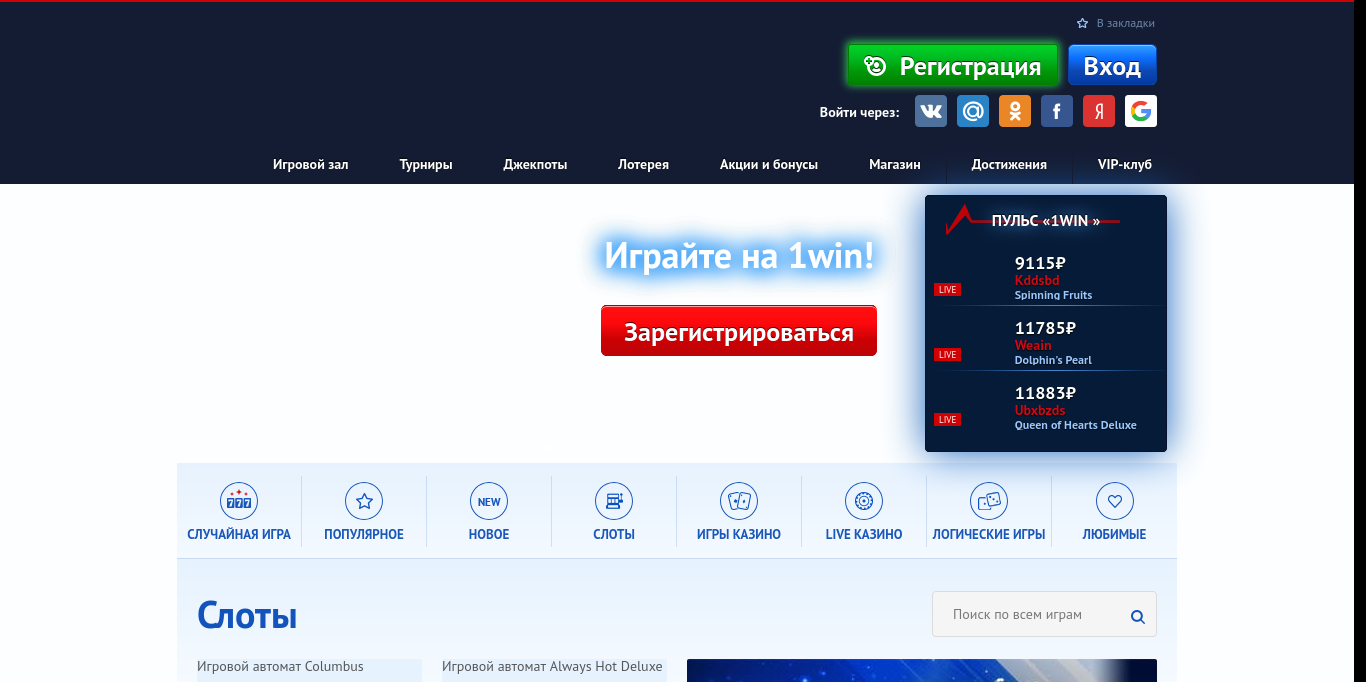 В закладки
Регистрация
Вход
Войти через:
Игровой зал
Турниры
Джекпоты
Лотерея
Акции и бонусы
Магазин
Достижения
VIP-клуб
Играйте на 1win!
Зарегистрироваться
ПУЛЬС «1WIN »
9115₽
Kddsbd
LIVE
Spinning Fruits
11785₽
Weain
LIVE
Dolphin's Pearl
11883₽
Ubxbzds
LIVE
Queen of Hearts Deluxe
777
СЛУЧАЙНАЯ ИГРА
ПОПУЛЯРНОЕ
NEW
НОВОЕ
СЛОТЫ
ИГРЫ КАЗИНО
LIVE КАЗИНО
ЛОГИЧЕСКИЕ ИГРЫ
ЛЮБИМЫЕ
Слоты
Поиск по всем играм
Игровой автомат Columbus
Игровой автомат Always Hot Deluxe